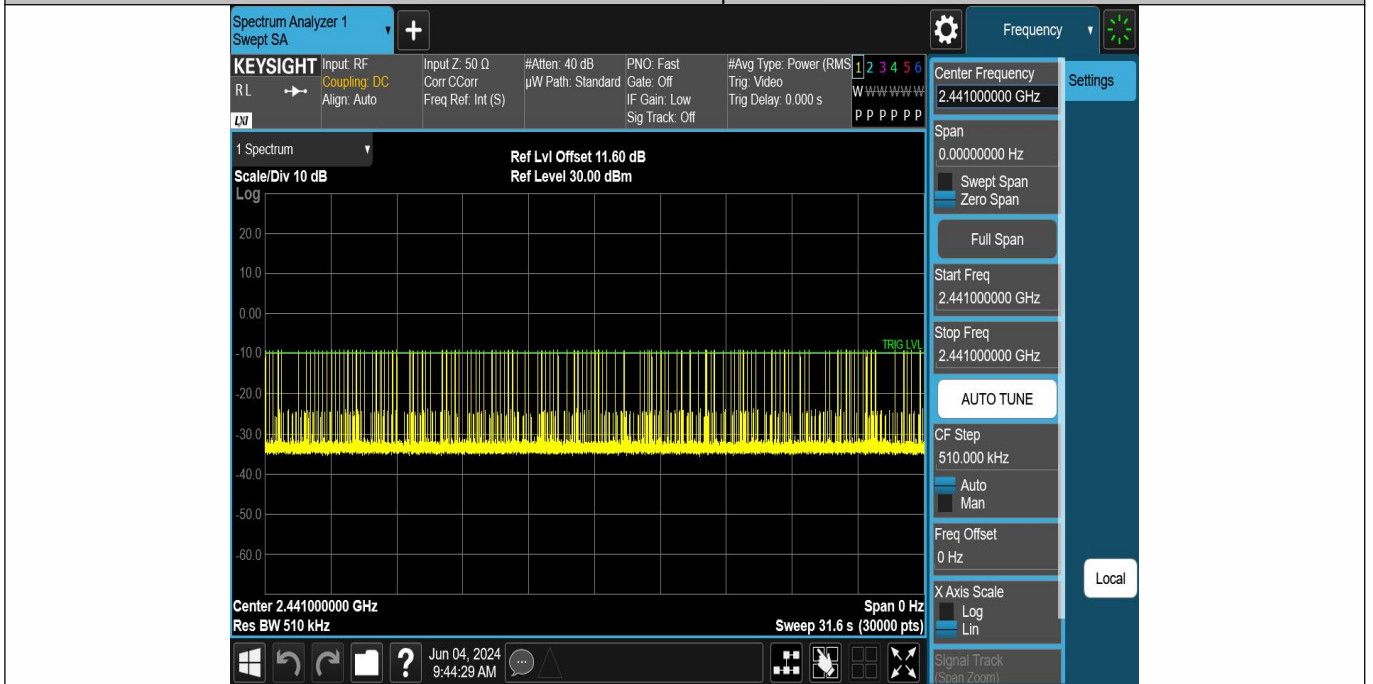 Spectrum Analyzer 1
Swept SA
Frequency
KEYSIGHT
RL
LXI
Input: RF
Coupling: DC
Align: Auto
Input Z: 50 Ω
Corr CCorr
Freq Ref: Int (S)
#Atten: 40 dB
µW Path: Standard
PNO: Fast
Gate: Off
IF Gain: Low
Sig Track: Off
#Avg Type: Power (RMS
Trig: Video
Trig Delay: 0.000 s
1 2 3 4 5 6
W W W W W W
P P P P P P
1 Spectrum
Scale/Div 10 dB
Ref Lvl Offset 11.60 dB
Ref Level 30.00 dBm
Log
20.0
10.0
0.00
-10.0
-20.0
-30.0
-40.0
-50.0
-60.0
TRIG LVL
Center 2.441000000 GHz
Res BW 510 kHz
Span 0 Hz
Sweep 31.6 s (30000 pts)
Center Frequency
2.441000000 GHz
Settings
Span
0.00000000 Hz
Swept Span
Zero Span
Full Span
Start Freq
2.441000000 GHz
Stop Freq
2.441000000 GHz
AUTO TUNE
CF Step
510.000 kHz
Auto
Man
Freq Offset
0 Hz
X Axis Scale
Log
Lin
Signal Track
(Span Zoom)
Local
?
Jun 04, 2024
9:44:29 AM